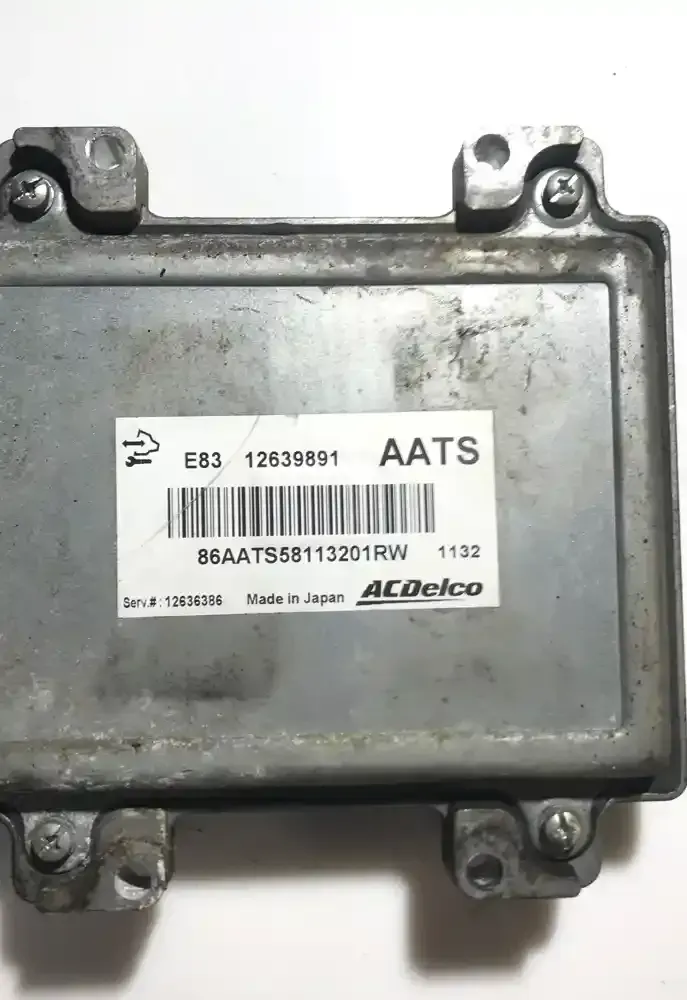 E83 12639891 AATS
86AATS58113201RW 1132
Serv.#: 12636386 Made in Japan ACDelco